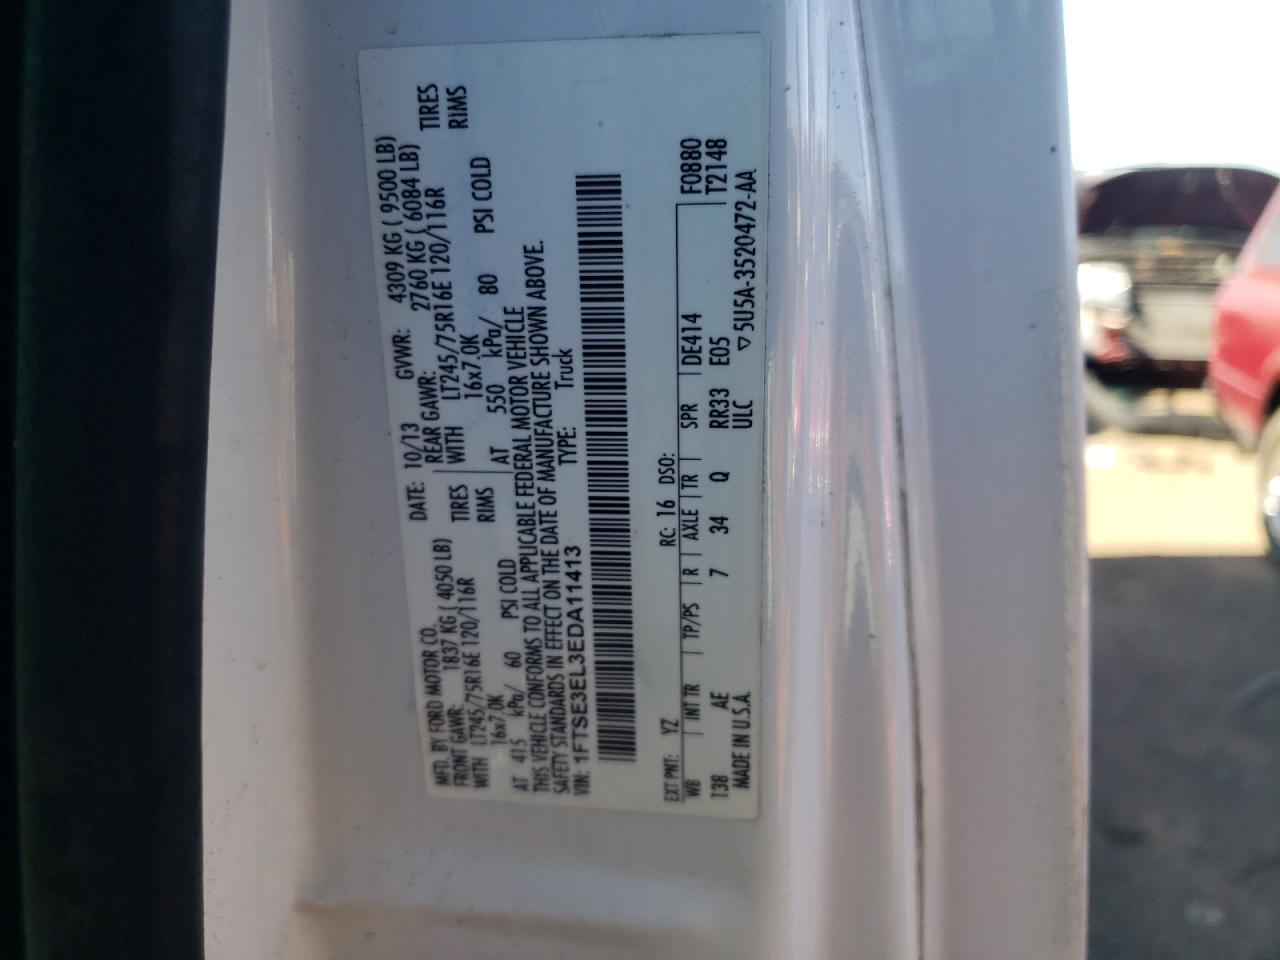 MFD. BY FORD MOTOR CO.
DATE: 10/13 GVWR: 4309 KG ( 9500 LB)
FRONT GAWR: 1837 KG ( 4050 LB) REAR GAWR: 2760 KG ( 6084 LB)
WITH LT245/75R16E 120/116R TIRES WITH LT245/75R16E 120/116R TIRES
16x7.0K RIMS 16x7.0K RIMS
AT 415 kPa/ 60 PSI COLD AT 550 kPa/ 80 PSI COLD
THIS VEHICLE CONFORMS TO ALL APPLICABLE FEDERAL MOTOR VEHICLE
SAFETY STANDARDS IN EFFECT ON THE DATE OF MANUFACTURE SHOWN ABOVE.
VIN: 1FTSE3EL3EDA11413 TYPE: Truck
EXT PNT: YZ RC: 16 DSO: F0880
WB INT TR TP/PS R AXLE TR SPR DE414 T2148
138 AE 7 34 Q RR33 E05
MADE IN U.S.A. ULC ▽5U5A-3520472-AA